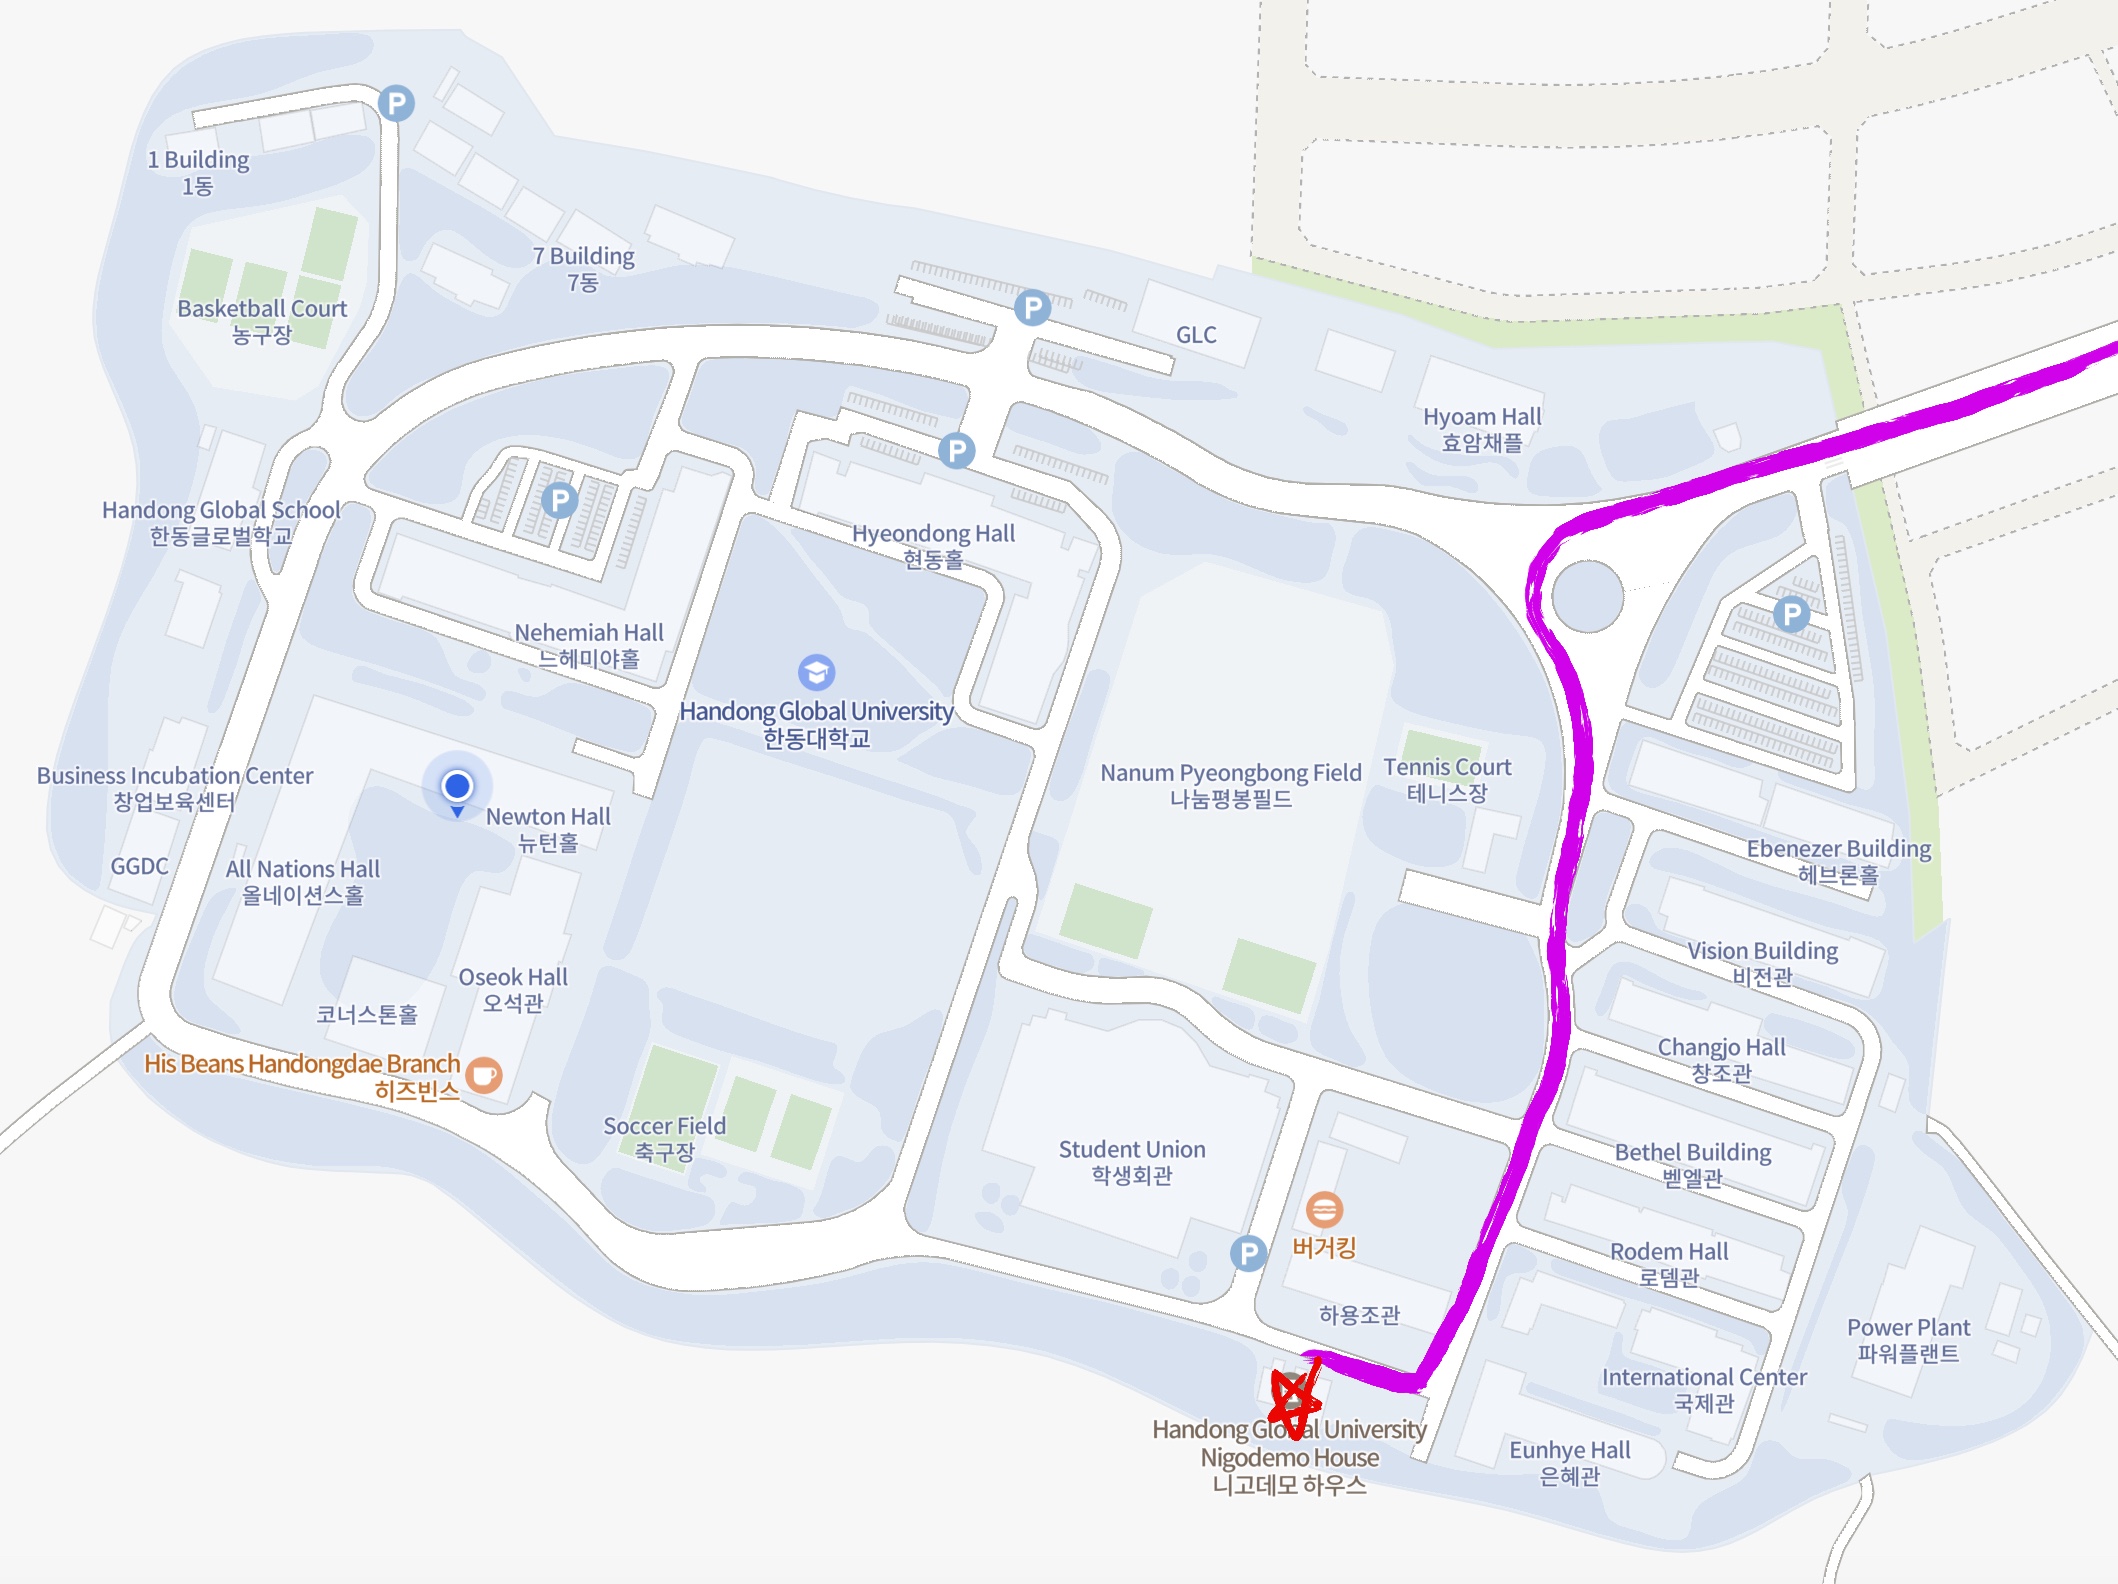 P
1 Building
1동
7 Building
7동
Basketball Court
농구장
P
GLC
Hyoam Hall
효암채플
P
P
Handong Global School
한동글로벌학교
Hyeondong Hall
현동홀
P
Nehemiah Hall
느헤미야홀
Handong Global University
한동대학교
Nanum Pyeongbong Field
나눔평봉필드
Tennis Court
테니스장
Business Incubation Center
창업보육센터
Newton Hall
뉴턴홀
Ebenezer Building
헤브론홀
GGDC
All Nations Hall
올네이션스홀
Vision Building
비전관
Oseok Hall
오석관
코너스톤홀
Changjo Hall
창조관
His Beans Handongdae Branch
히즈빈스
Soccer Field
축구장
Student Union
학생회관
Bethel Building
벧엘관
P
버거킹
Rodem Hall
로뎀관
하용조관
Power Plant
파워플랜트
International Center
국제관
Handong Global University
Nigodemo House
니고데모 하우스
Eunhye Hall
은혜관